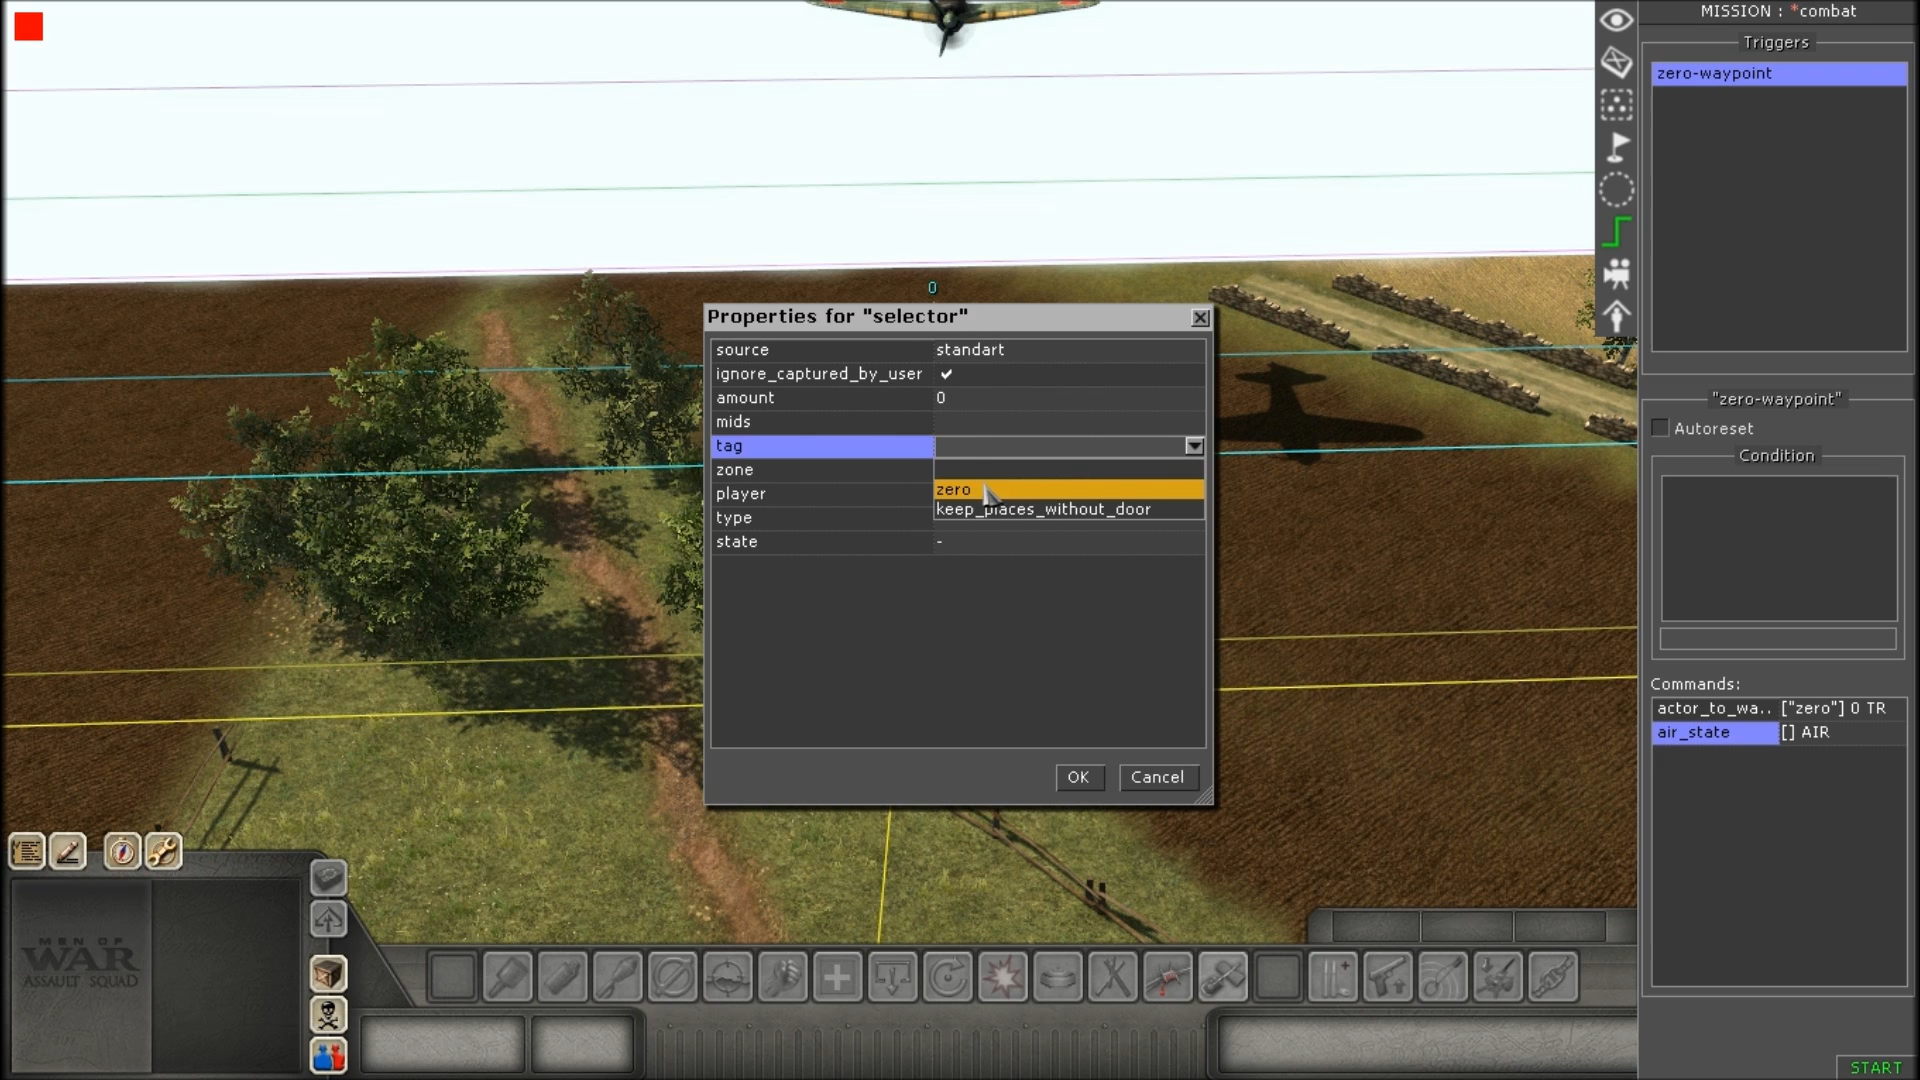 MISSION : *combat
Triggers
zero-waypoint
0
Properties for "selector"
source standart
ignore_captured_by_user
amount 0
mids
tag
zone
zero
player
keep_places_without_door
type
state -
OK Cancel
"zero-waypoint"
Autoreset
Condition
Commands:
actor_to_wa.. ["zero"] 0 TR
air_state [] AIR
MEN OF
WAR
ASSAULT SQUAD
START